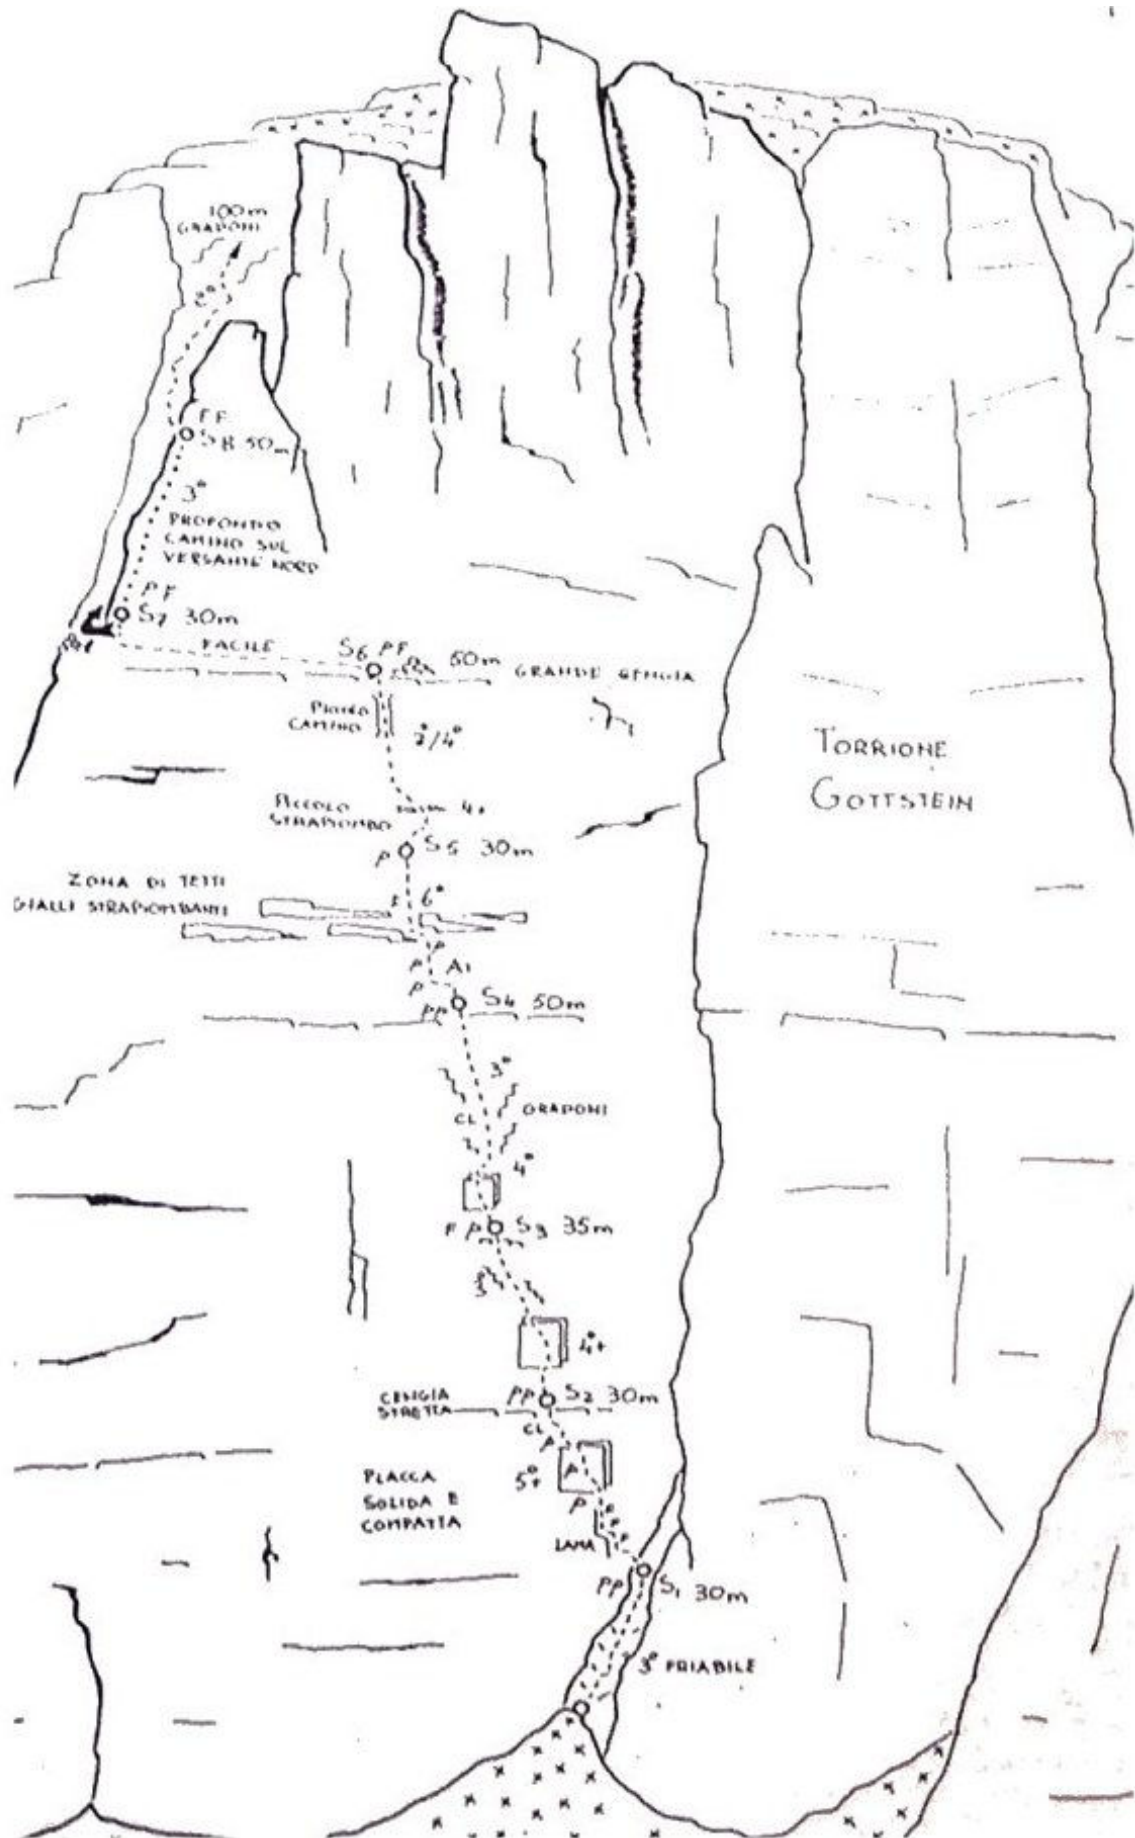 100m
GRADONI
2°
FF
S8 50m
3°
PROFONDO
CAMINO SUL
VERSANTE NORD
PF
S7 30m
FACILE
S6 PF
50m
GRANDE CENGIA
CAMINO
/4°
PICCOLO
STRAPIOMBO
4+
P
S5 30m
TORRIONE
GOTTSTEIN
ZONA DI TETTI
GIALLI STRAPIOMBANTI
6°
P
P
A1
P
PP
S4 50m
3°
CL
GRADONI
4°
F P
S3 35m
3°
4+
CENGIA
STRETTA
PP
S2 30m
CL
P
5+
P
P
PLACCA
SOLIDA E
COMPATTA
P
P
P
LAMA
PP
S1 30m
3° FRIABILE